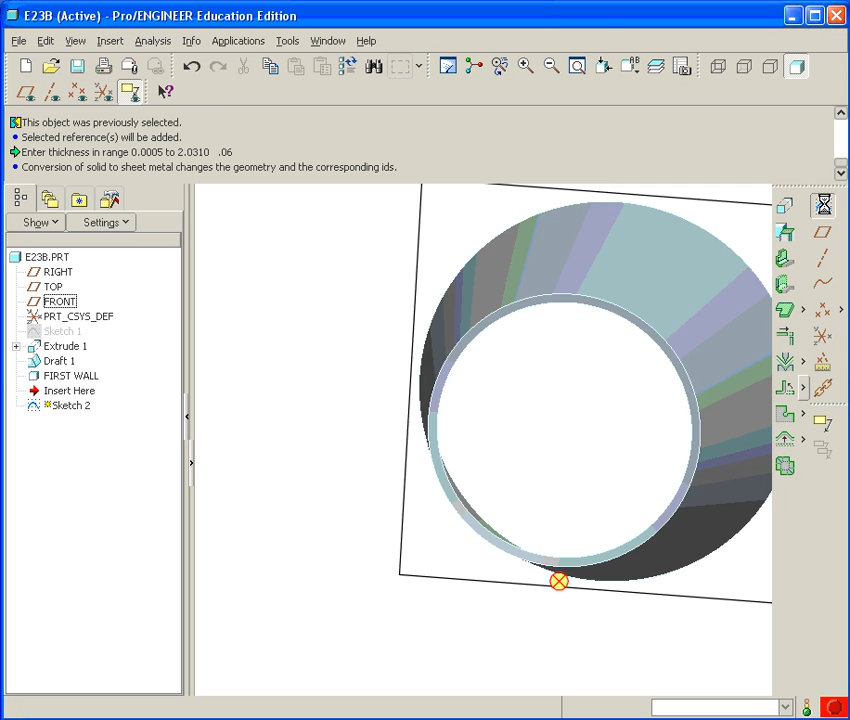 E23B (Active) - Pro/ENGINEER Education Edition
File Edit View Insert Analysis Info Applications Tools Window Help
This object was previously selected.
• Selected reference(s) will be added.
Enter thickness in range 0.0005 to 2.0310 .06
• Conversion of solid to sheet metal changes the geometry and the corresponding ids.
Show Settings
E23B.PRT
RIGHT
TOP
FRONT
PRT_CSYS_DEF
Sketch 1
Extrude 1
Draft 1
FIRST WALL
Insert Here
Sketch 2